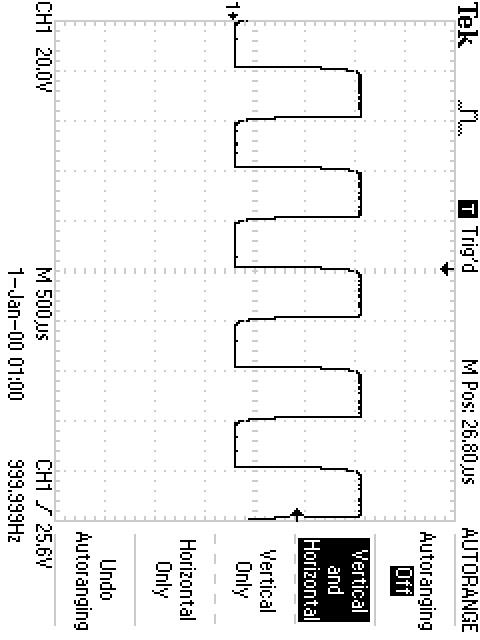 Tek
T Trig'd
M Pos: 26.80µs
AUTORANGE
Autoranging
Off
Vertical
and
Horizontal
Vertical
Only
Horizontal
Only
Undo
Autoranging
1
CH1 20.0V
M 500µs
CH1 / 25.6V
1-Jan-00 01:00
999.999Hz